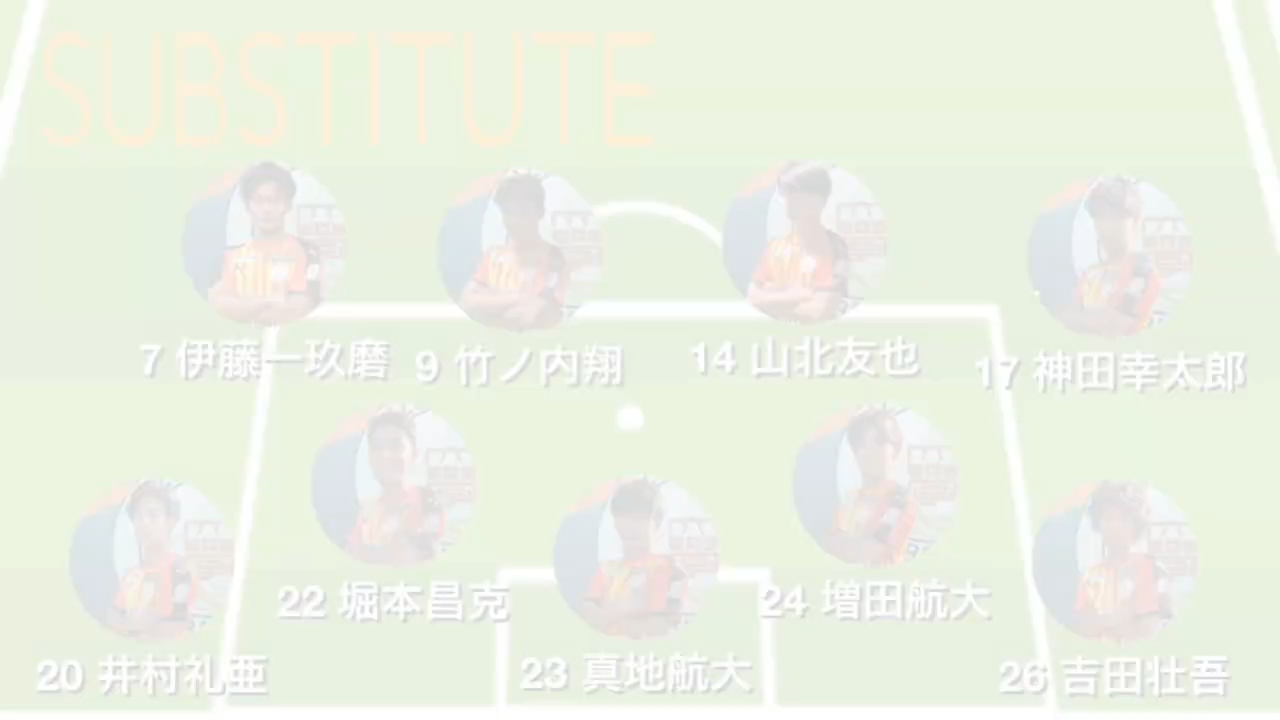 SUBSTITUTE
7 伊藤一玖磨
9 竹ノ内翔
14 山北友也
17 神田幸太郎
22 堀本昌克
24 増田航大
20 井村礼亜
23 真地航大
26 吉田壮吾